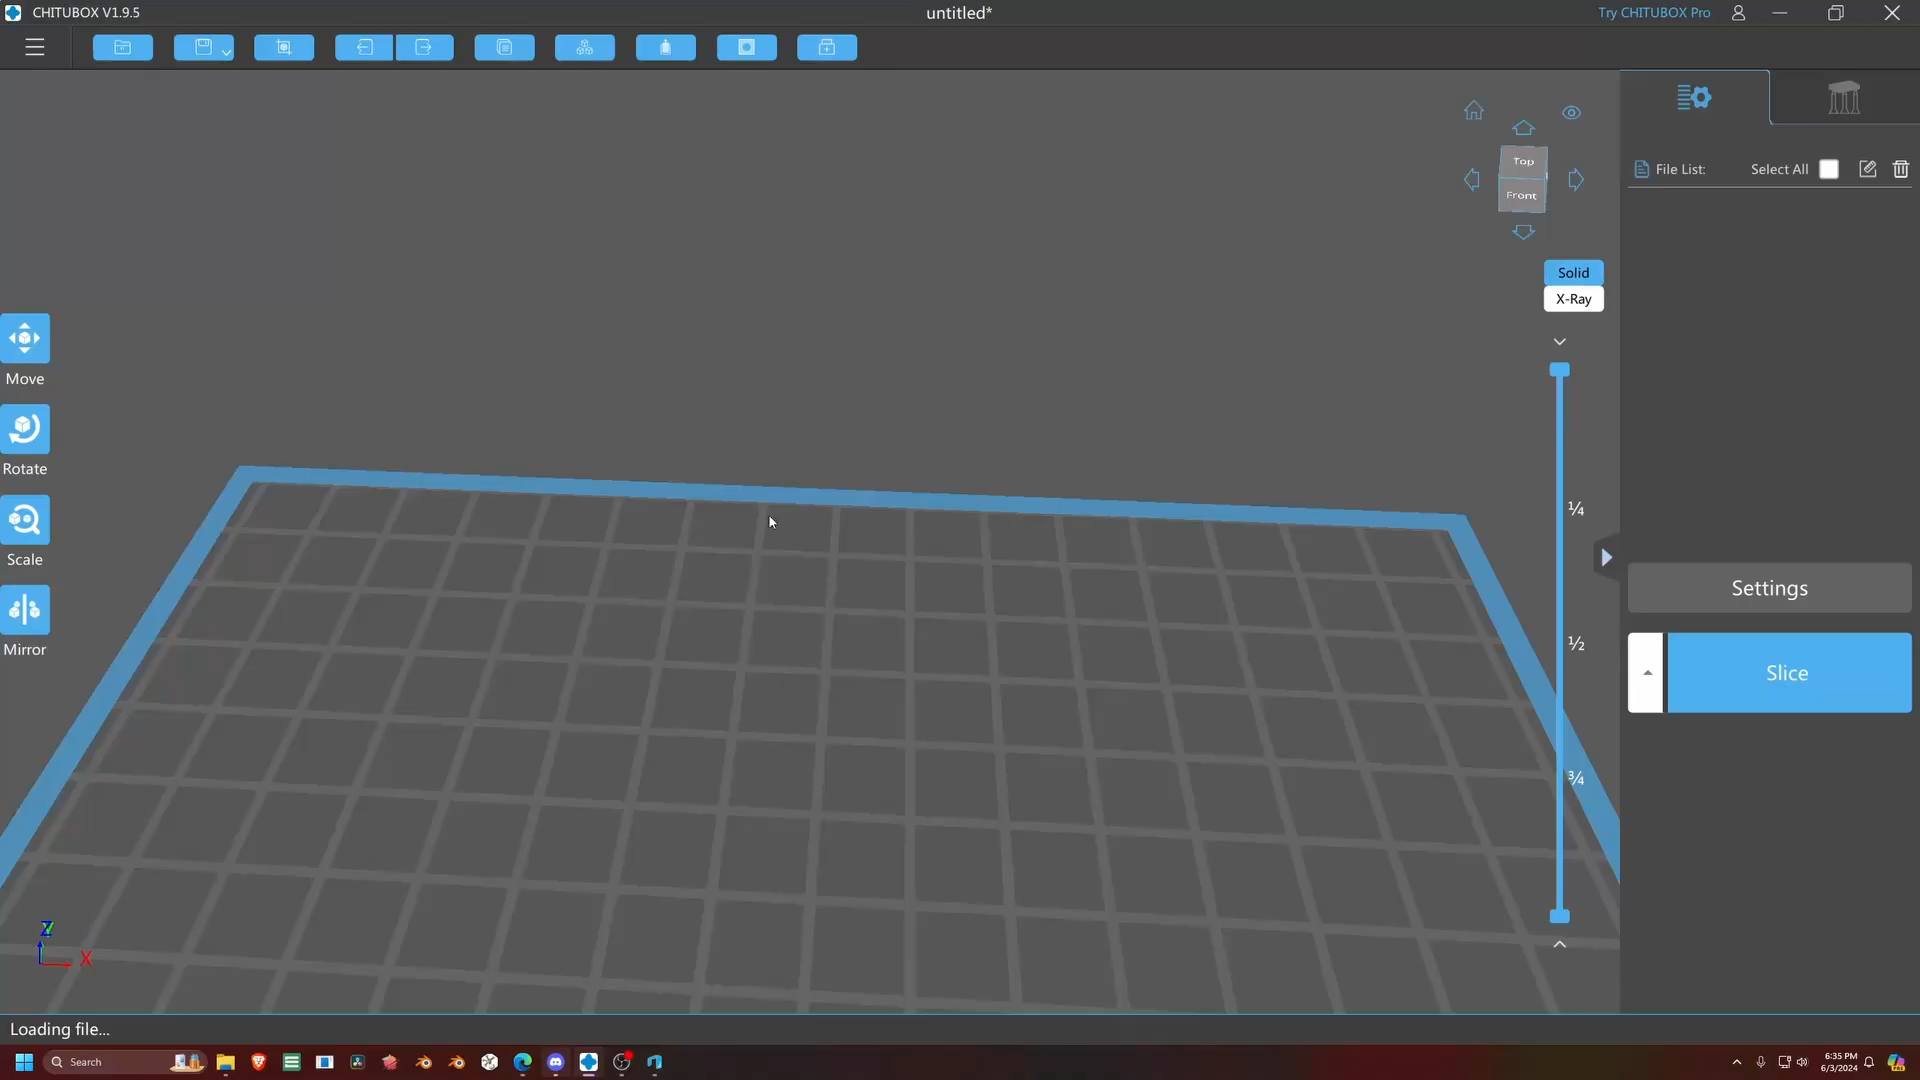 CHITUBOX V1.9.5
untitled*
Try CHITUBOX Pro
File List:
Select All
Top
Front
Solid
X-Ray
Move
Rotate
Scale
Mirror
¼
½
¾
Settings
Slice
Z
X
Loading file...
Search
6:35 PM
6/3/2024